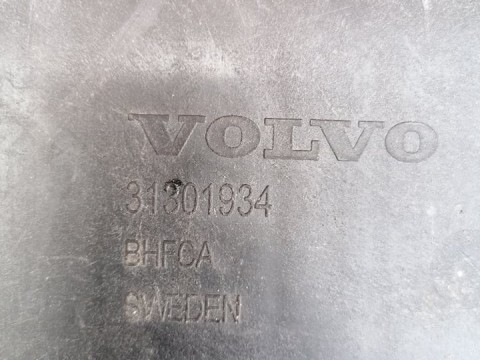 VOLVO
31301934
BHFCA
SWEDEN